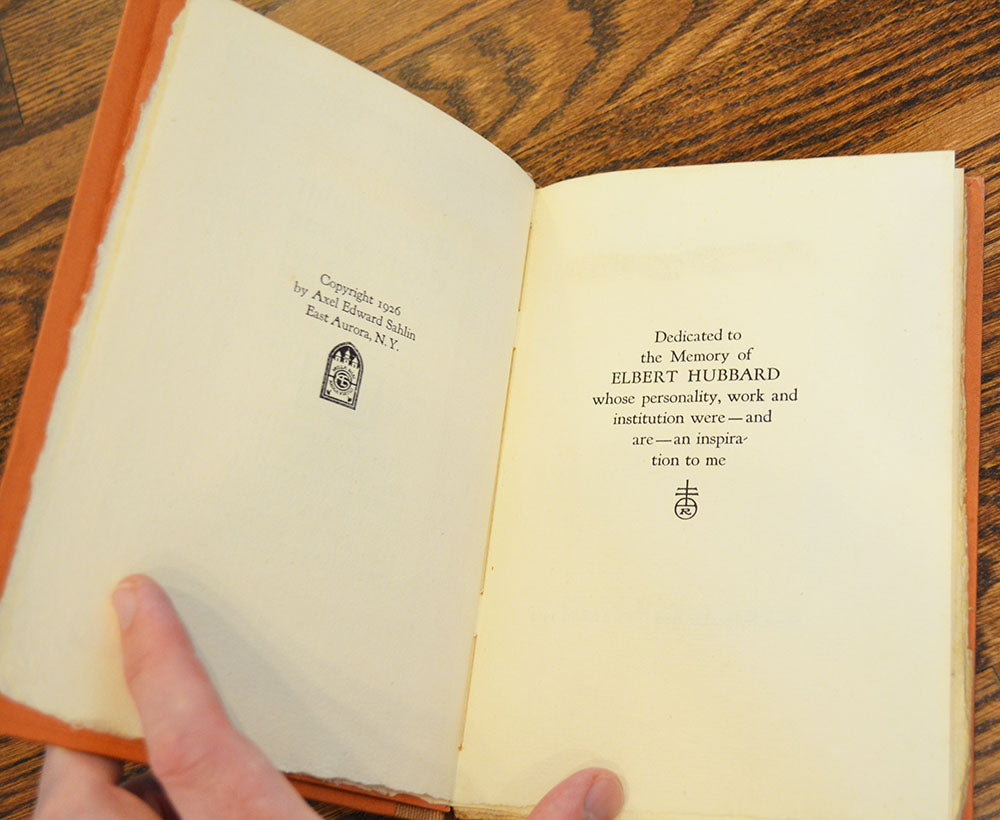 Copyright 1926
by Axel Edward Sahlin
East Aurora, N.Y.
Dedicated to
the Memory of
ELBERT HUBBARD
whose personality, work and
institution were—and
are—an inspira-
tion to me
R